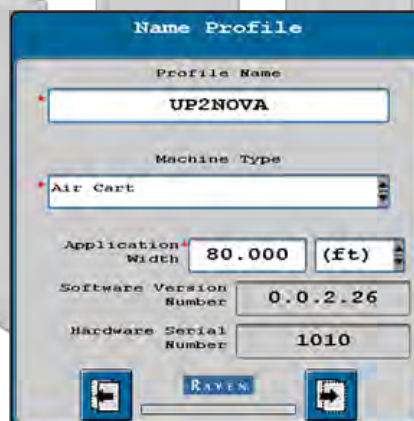 Name Profile
Profile Name
* UP2NOVA
Machine Type
* Air Cart
Application* 80.000 (ft)
Width
Software Version 0.0.2.26
Number
Hardware Serial 1010
Number
RAVEN